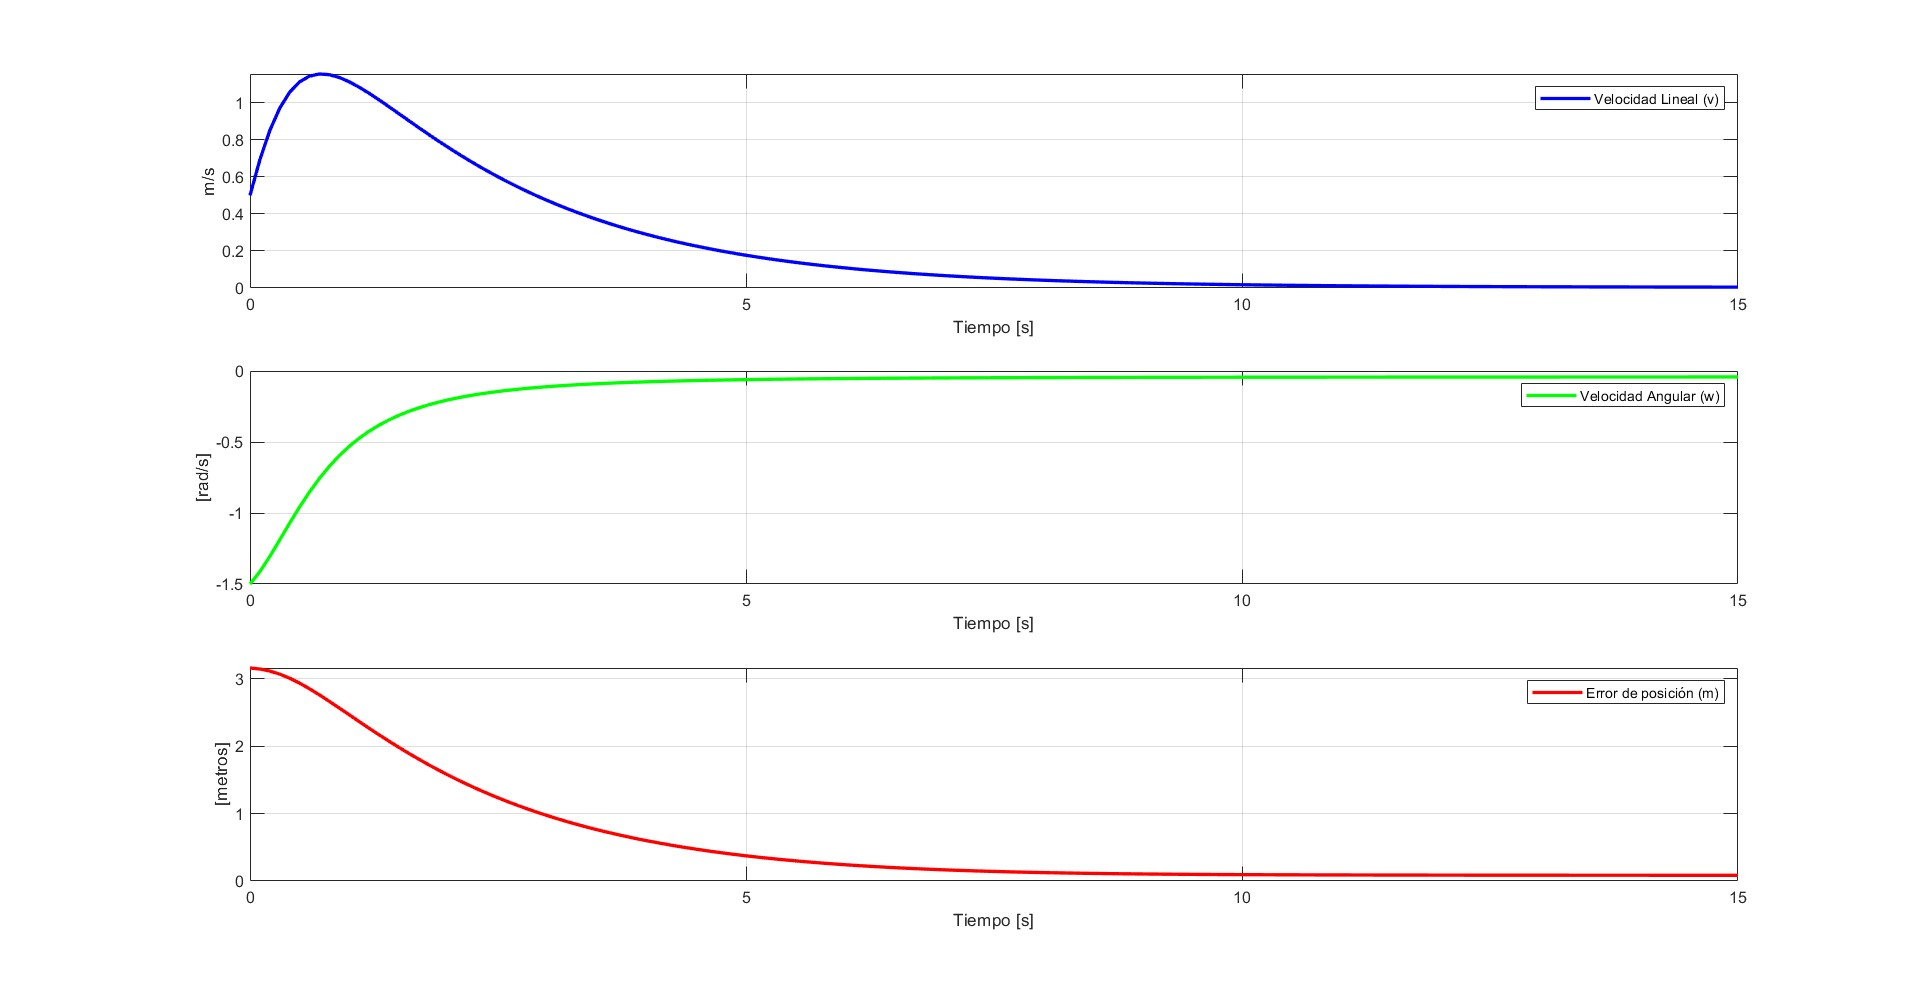 1
0.8
0.6
0.4
0.2
0
m/s
Velocidad Lineal (v)
0 5 10 15
Tiempo [s]
0
-0.5
-1
-1.5
[rad/s]
Velocidad Angular (w)
0 5 10 15
Tiempo [s]
3
2
1
0
[metros]
Error de posición (m)
0 5 10 15
Tiempo [s]